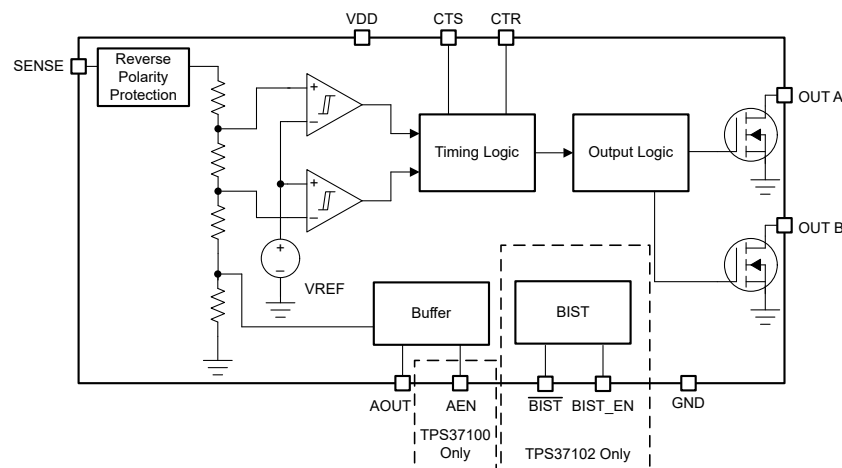 VDD
CTS
CTR
SENSE
Reverse
Polarity
Protection
OUT A
+
−
Timing Logic
Output Logic
+
−
OUT B
+
−
VREF
Buffer
BIST
AOUT
AEN
BIST
BIST_EN
GND
TPS37100
Only
TPS37102 Only